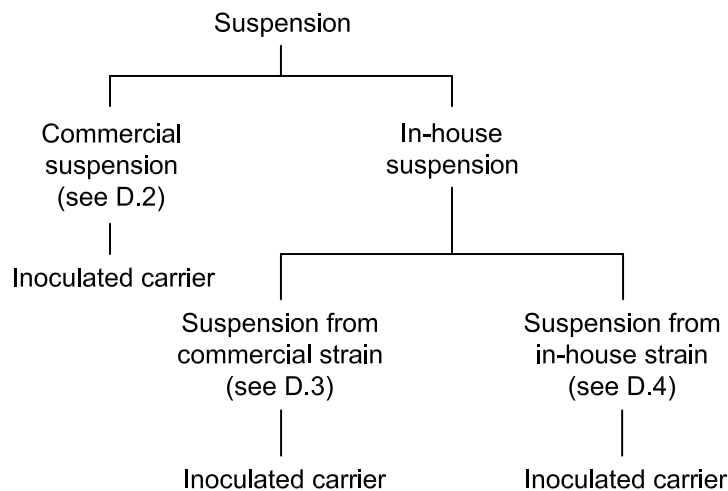 Suspension
Commercial
suspension
(see D.2)
In-house
suspension
Inoculated carrier
Suspension from
commercial strain
(see D.3)
Suspension from
in-house strain
(see D.4)
Inoculated carrier
Inoculated carrier